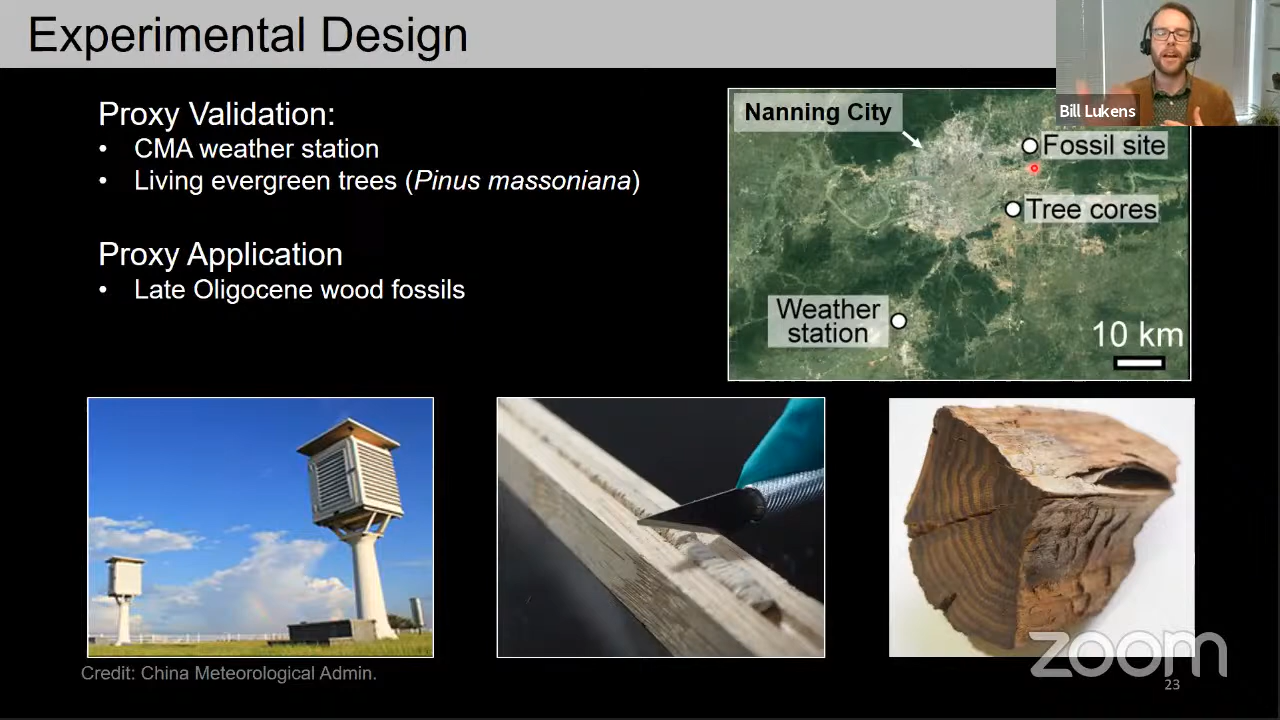 Experimental Design
Bill Lukens
Proxy Validation:
• CMA weather station
• Living evergreen trees (Pinus massoniana)
Proxy Application
• Late Oligocene wood fossils
Nanning City
Fossil site
Tree cores
Weather
station
10 km
Credit: China Meteorological Admin.
zoom
23